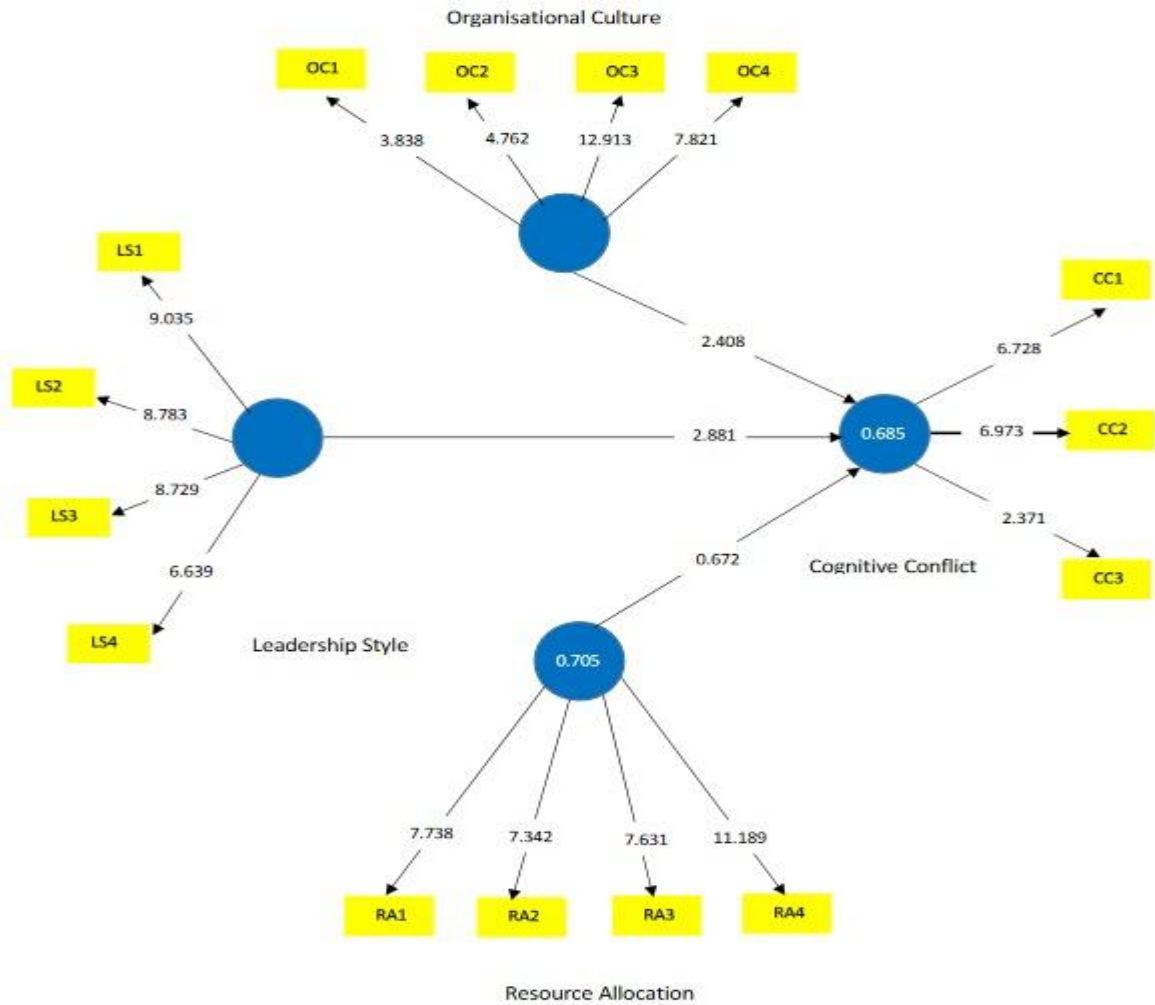 Organisational Culture
OC1
OC2
OC3
OC4
3.838
4.762
12.913
7.821
LS1
9.035
LS2
8.783
LS3
8.729
LS4
6.639
Leadership Style
2.408
2.881
0.672
0.685
Cognitive Conflict
CC1
6.728
CC2
6.973
CC3
2.371
0.705
7.738
7.342
7.631
11.189
RA1
RA2
RA3
RA4
Resource Allocation